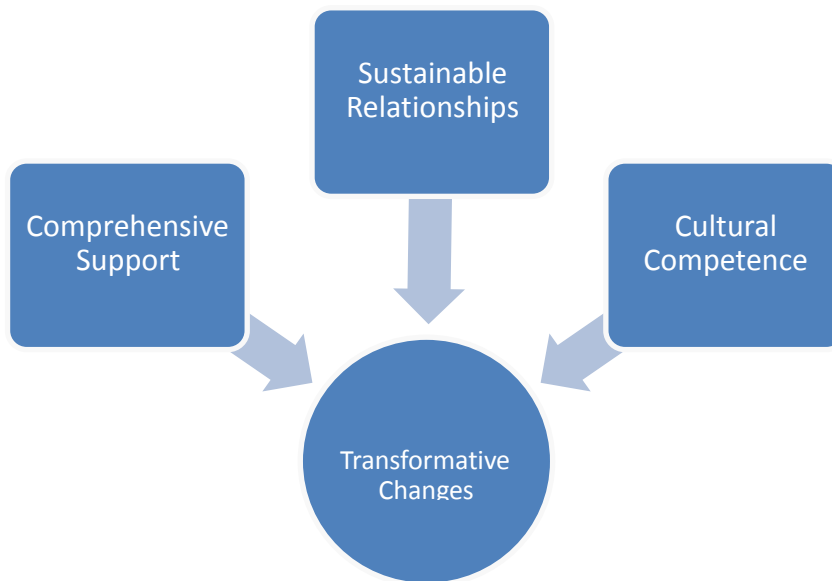 Sustainable
Relationships
Comprehensive
Support
Cultural
Competence
Transformative
Changes